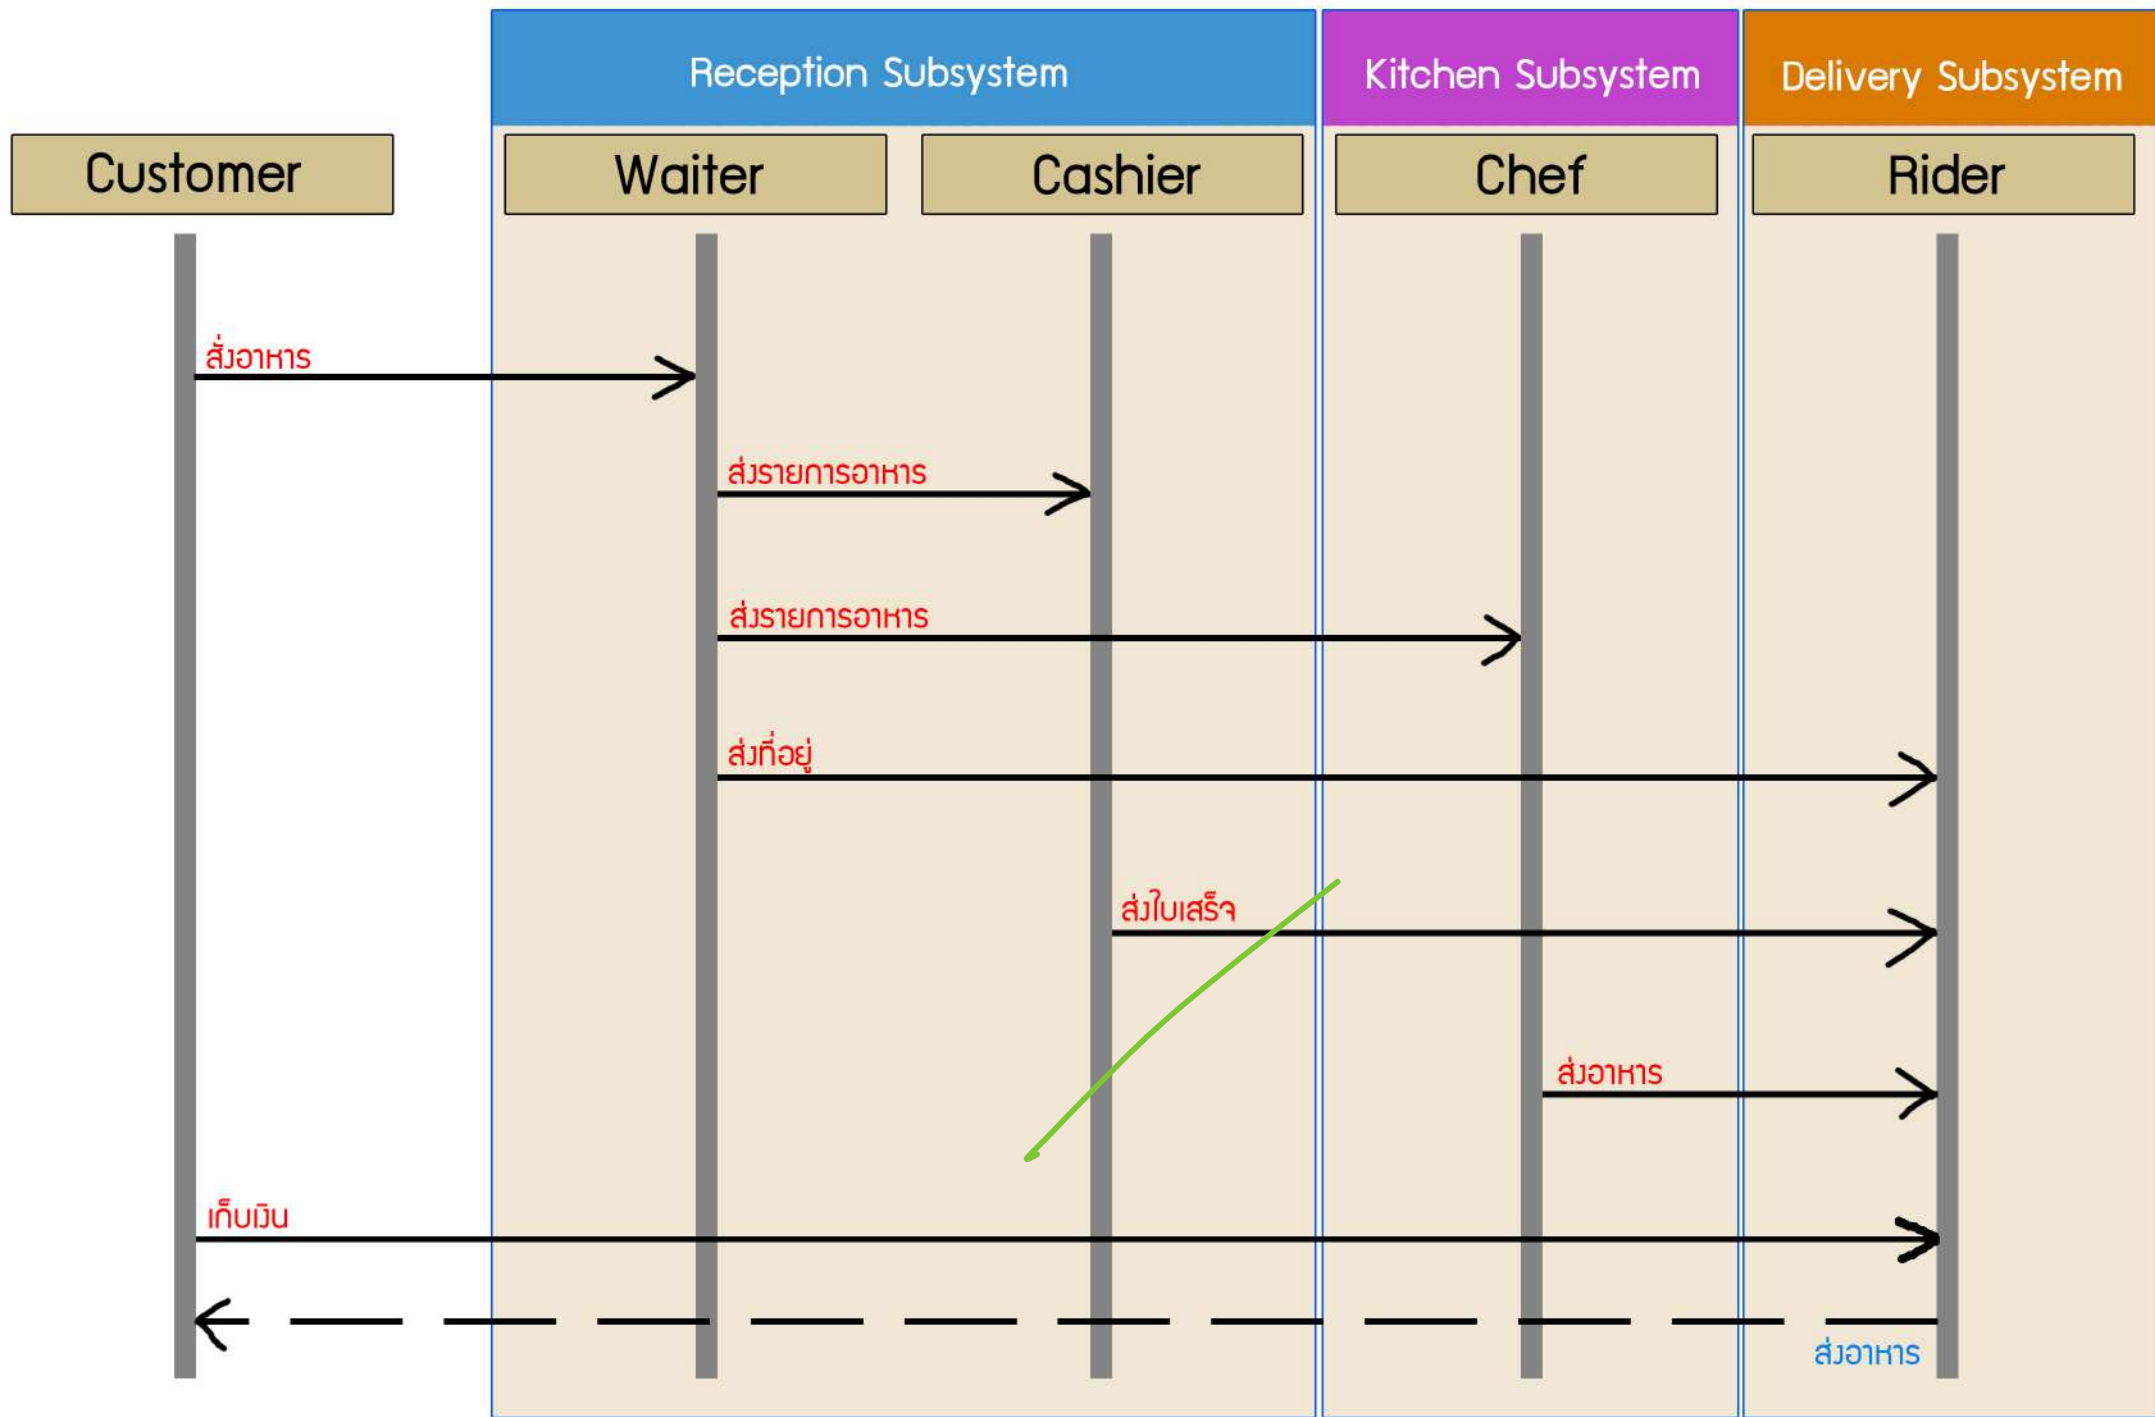 Reception Subsystem
Kitchen Subsystem
Delivery Subsystem
Customer
Waiter
Cashier
Chef
Rider
สั่งอาหาร
ส่งรายการอาหาร
ส่งรายการอาหาร
ส่งที่อยู่
ส่งใบเสร็จ
ส่งอาหาร
เก็บเงิน
ส่งอาหาร